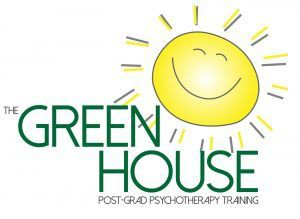 THE
GREEN
HOUSE
POST-GRAD PSYCHOTHERAPY TRAINING